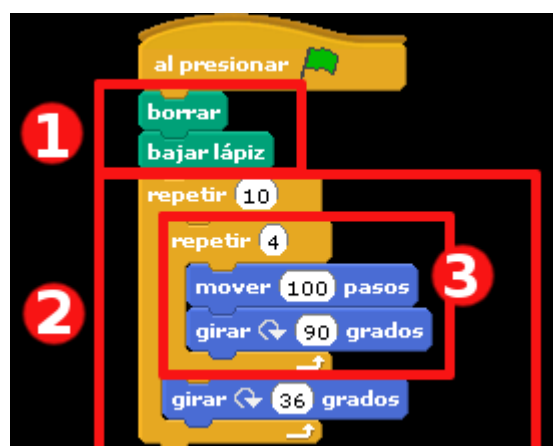 al presionar
1
borrar
bajar lápiz
2
repetir 10
repetir 4
3
mover 100 pasos
girar 90 grados
girar 36 grados